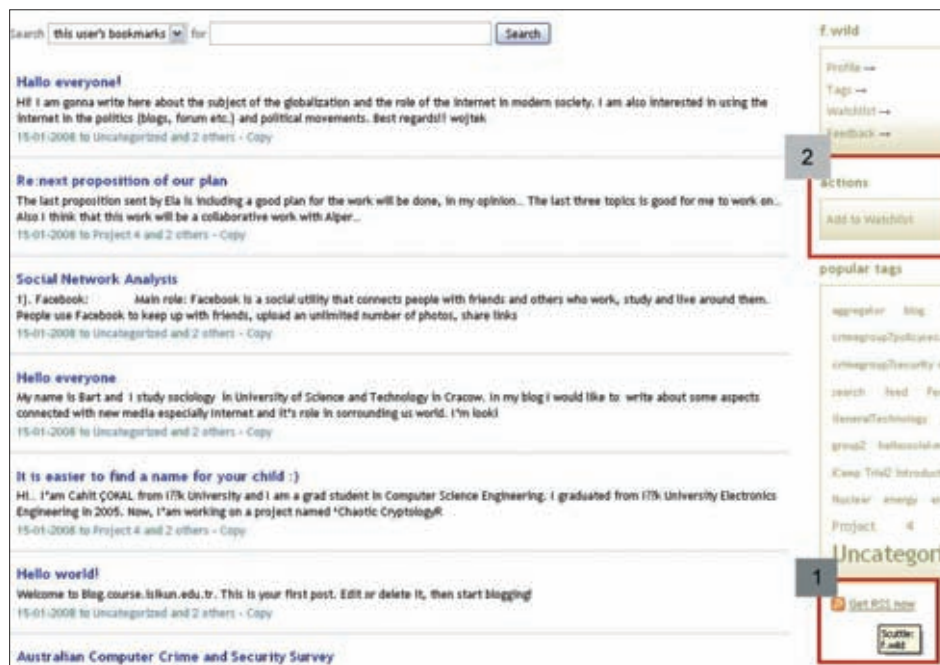 Search this user's bookmarks for Search
Hallo everyone!
Hi! I am gonna write here about the subject of the globalization and the role of the internet in modern society. I am also interested in using the
internet in the politics (blogs, forum etc.) and political movements. Best regards!! wojtek
15-01-2008 to Uncategorized and 2 others - Copy
Re:next proposition of our plan
The last proposition sent by Ela is including a good plan for the work will be done, in my opinion.. The last three topics is good for me to work on..
Also I think that this work will be a collaborative work with Alper..
15-01-2008 to Project 4 and 2 others - Copy
Social Network Analysis
1). Facebook: Main role: Facebook is a social utility that connects people with friends and others who work, study and live around them.
People use Facebook to keep up with friends, upload an unlimited number of photos, share links
15-01-2008 to Uncategorized and 2 others - Copy
Hello everyone
My name is Bart and I study sociology in University of Science and Technology in Cracow. In my blog I would like to write about some aspects
connected with new media especially Internet and it's role in sorrounding us world. I'm looki
15-01-2008 to Uncategorized and 2 others - Copy
It is easier to find a name for your child :)
Hi.. I'am Cahit ÇOKAL from I??k University and I am a grad student in Computer Science Engineering. I graduated from I??k University Electronics
Engineering in 2005. Now, I'am working on a project named
15-01-2008 to Project 4 and 2 others - Copy
Hello world!
Welcome to Blog.course.isikun.edu.tr. This is your first post. Edit or delete it, then start blogging!
15-01-2008 to Uncategorized and 2 others - Copy
Australian Computer Crime and Security Survey
f.wild
Profile →
Tags →
Watchlist →
Feedback →
2
actions
Add to Watchlist
popular tags
aggregator blog
search feed
GeneralTechnology
group2
iCamp Trial2
Nuclear energy
Project 4
Uncategori
1
Get RSS now
Scuttle:
f.wild